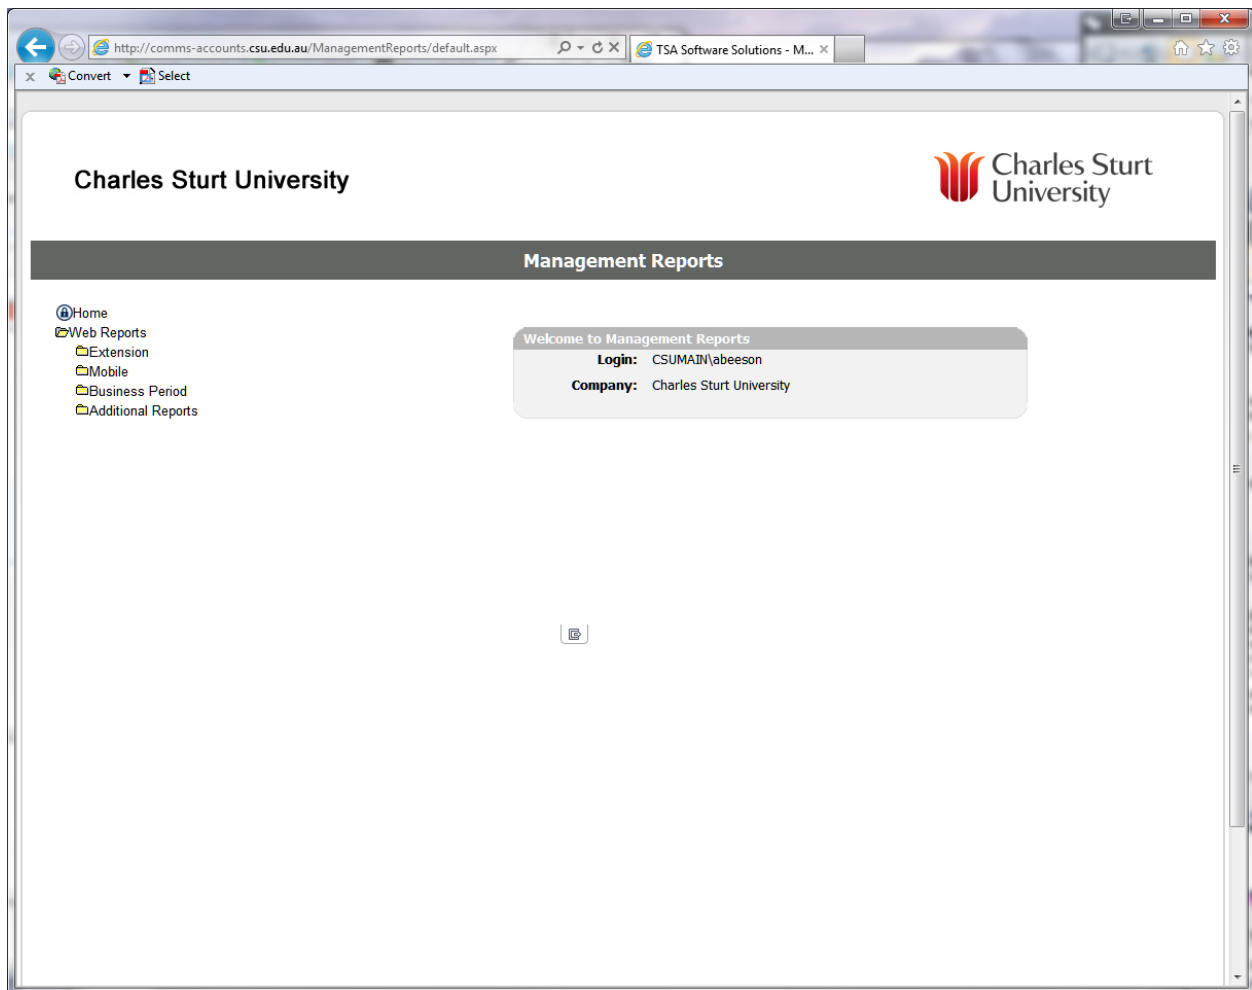 http://comms-accounts.csu.edu.au/ManagementReports/default.aspx
TSA Software Solutions - M...
x Convert Select
Charles Sturt University
Charles Sturt
University
Management Reports
Home
Web Reports
Extension
Mobile
Business Period
Additional Reports
Welcome to Management Reports
Login: CSUMAIN\abeeson
Company: Charles Sturt University